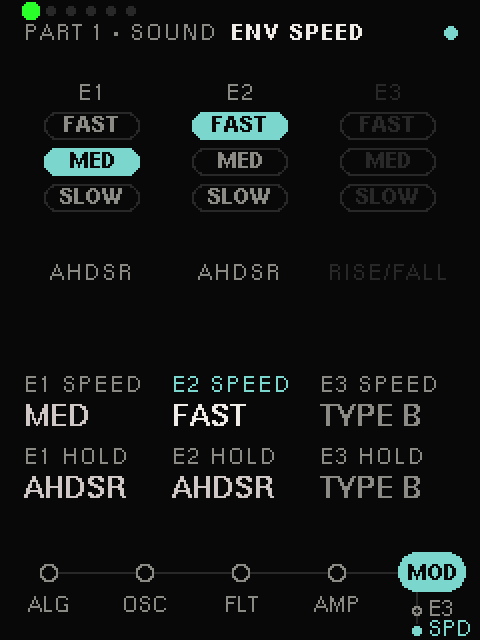 PART 1 · SOUND ENV SPEED
E1 E2 E3
FAST FAST FAST
MED MED MED
SLOW SLOW SLOW
AHDSR AHDSR RISE/FALL
E1 SPEED E2 SPEED E3 SPEED
MED FAST TYPE B
E1 HOLD E2 HOLD E3 HOLD
AHDSR AHDSR TYPE B
MOD
ALG OSC FLT AMP E3
SPD